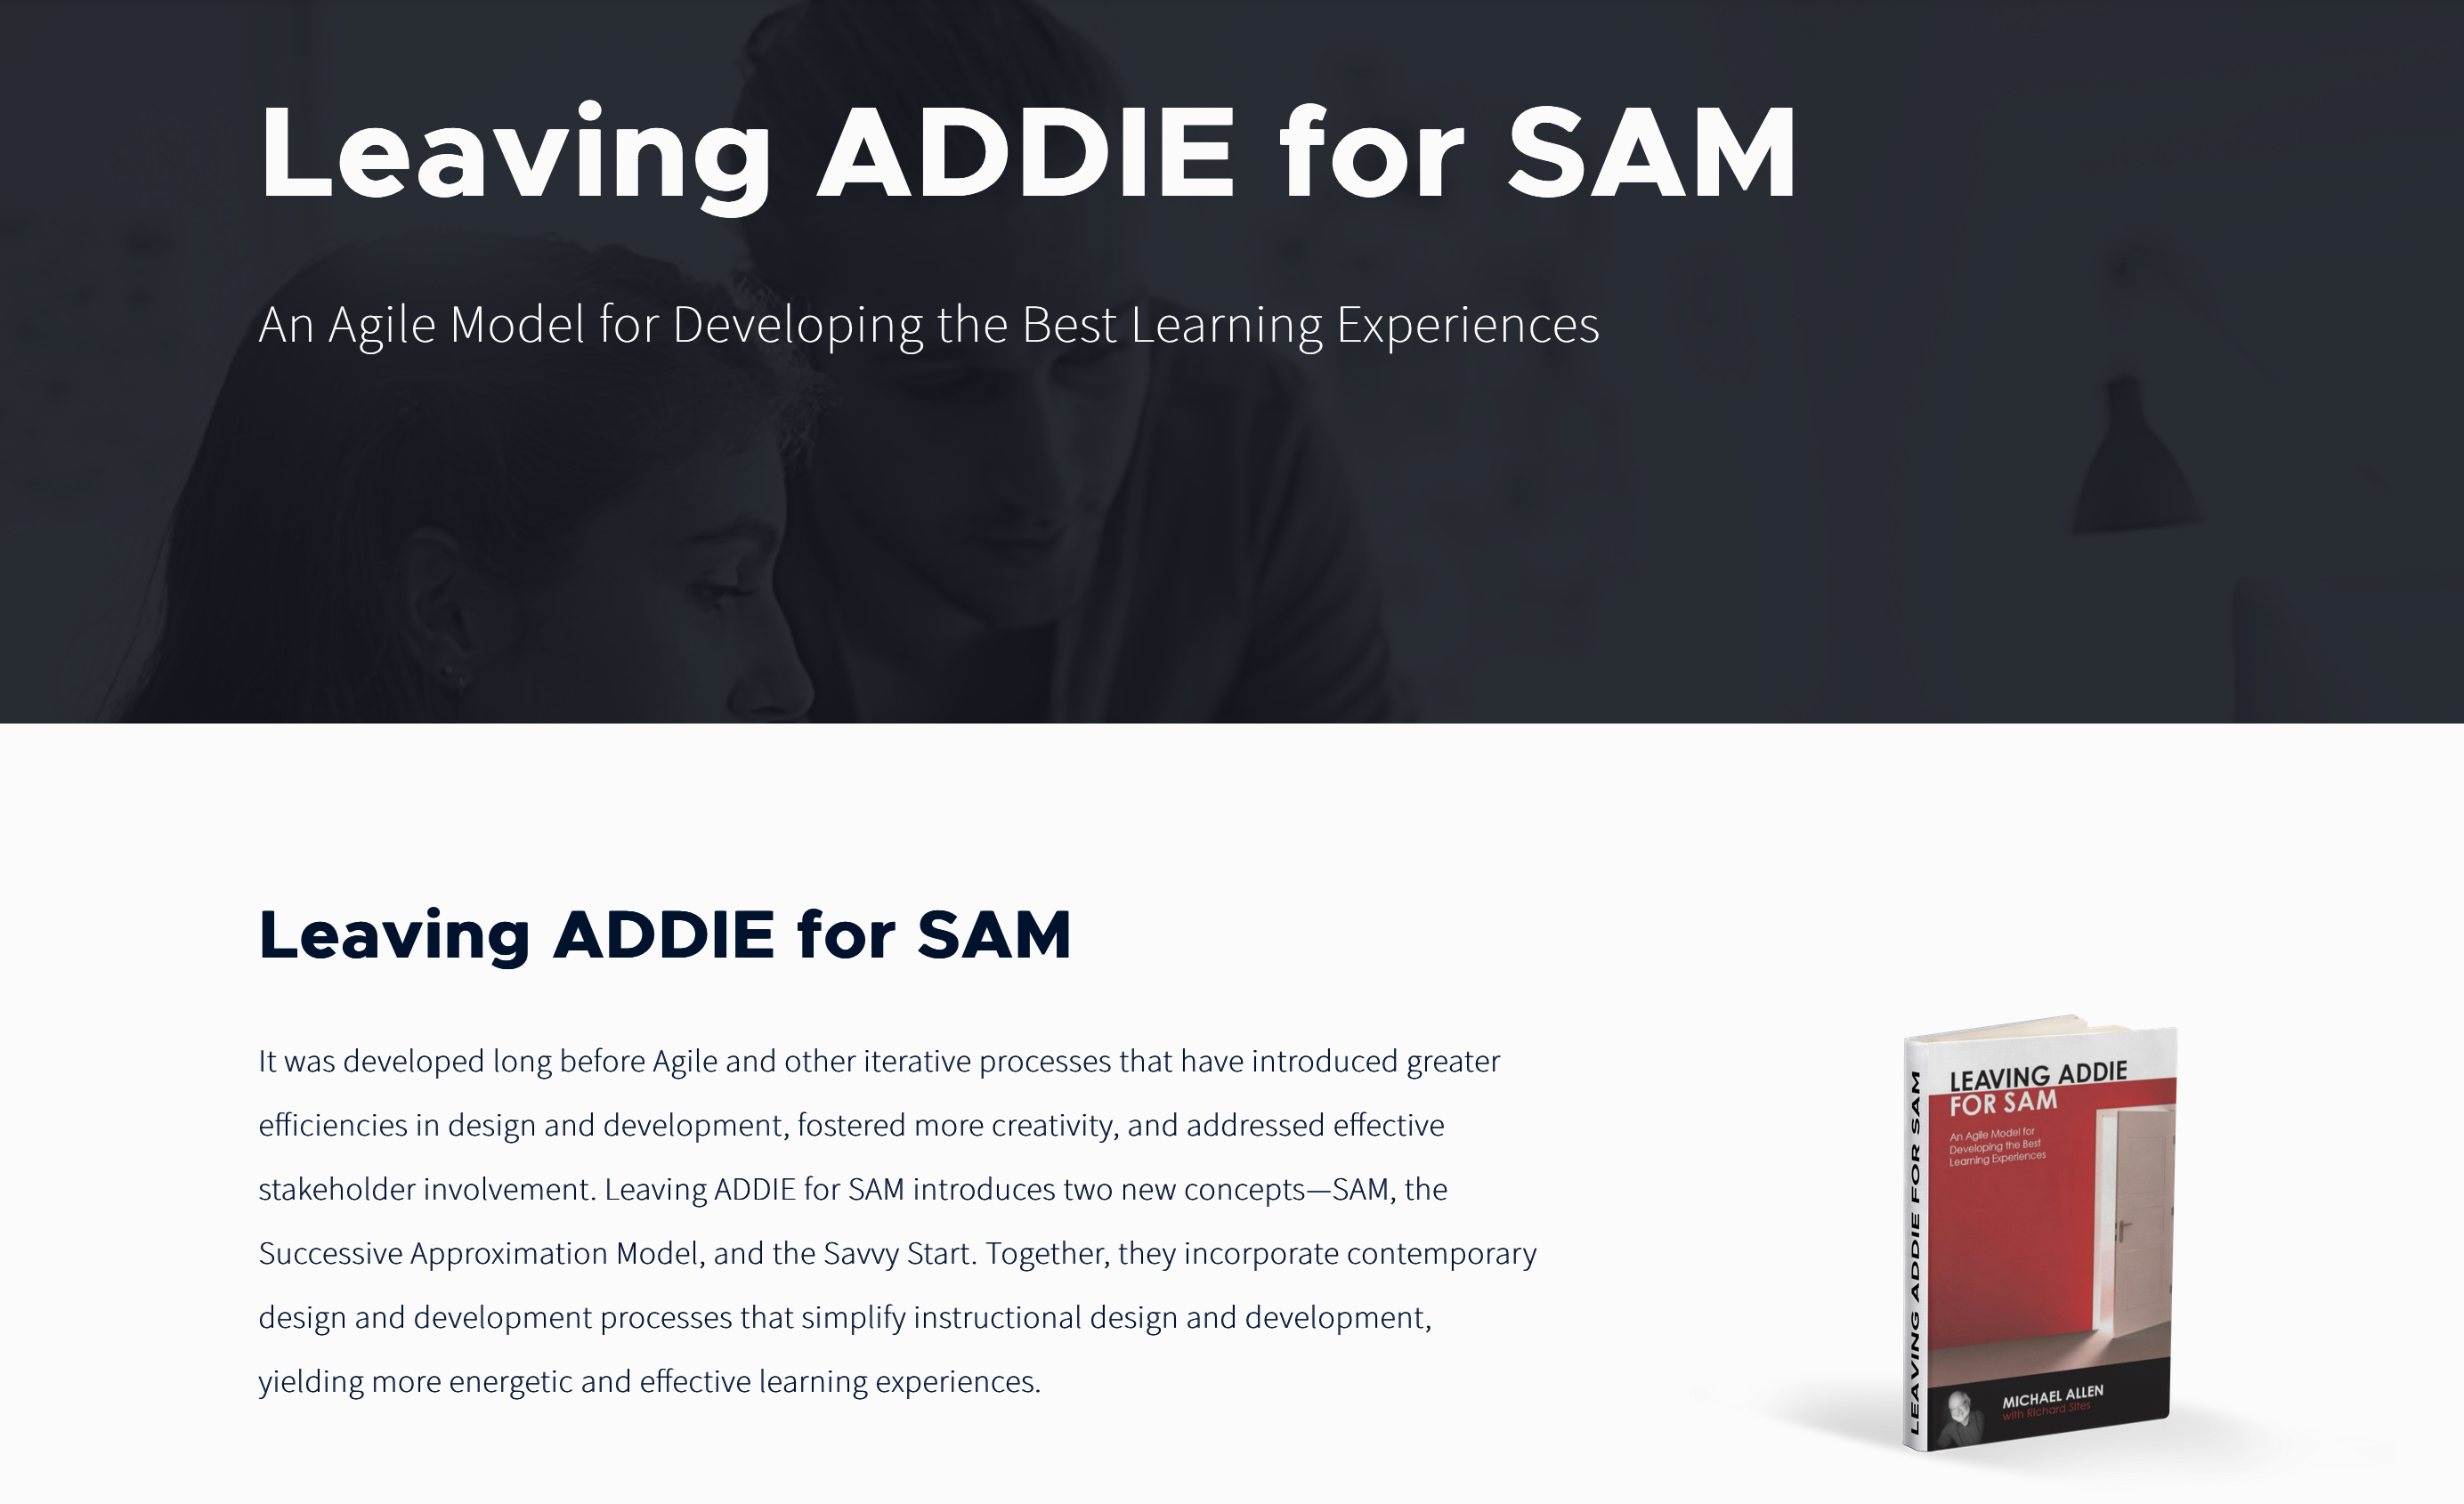 Leaving ADDIE for SAM
An Agile Model for Developing the Best Learning Experiences
Leaving ADDIE for SAM
It was developed long before Agile and other iterative processes that have introduced greater
efficiencies in design and development, fostered more creativity, and addressed effective
stakeholder involvement. Leaving ADDIE for SAM introduces two new concepts—SAM, the
Successive Approximation Model, and the Savvy Start. Together, they incorporate contemporary
design and development processes that simplify instructional design and development,
yielding more energetic and effective learning experiences.
LEAVING ADDIE FOR SAM
LEAVING ADDIE
FOR SAM
An Agile Model for
Developing the Best
Learning Experiences
MICHAEL ALLEN
with Richard Sites